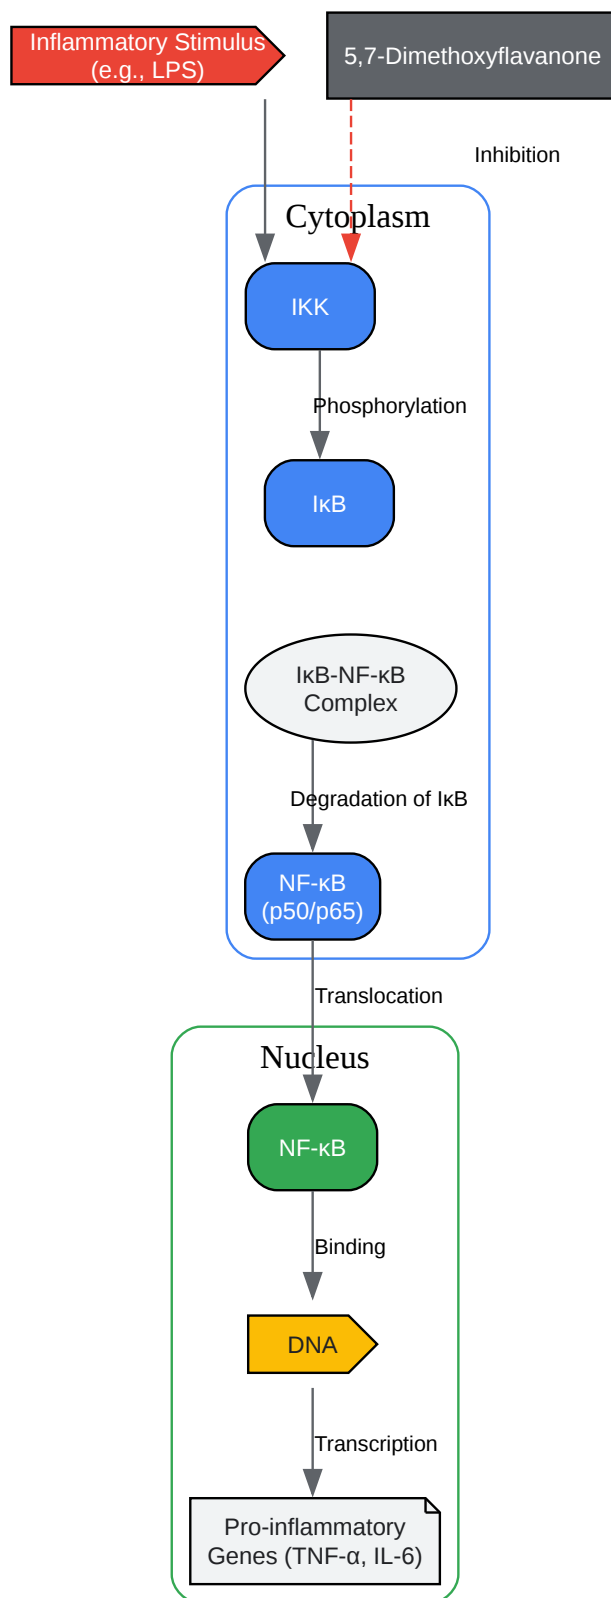 Inflammatory Stimulus
(e.g., LPS)
5,7-Dimethoxyflavanone
Inhibition
Cytoplasm
IKK
Phosphorylation
IκB
IκB-NF-κB
Complex
Degradation of IκB
NF-κB
(p50/p65)
Translocation
Nucleus
NF-κB
Binding
DNA
Transcription
Pro-inflammatory
Genes (TNF-α, IL-6)